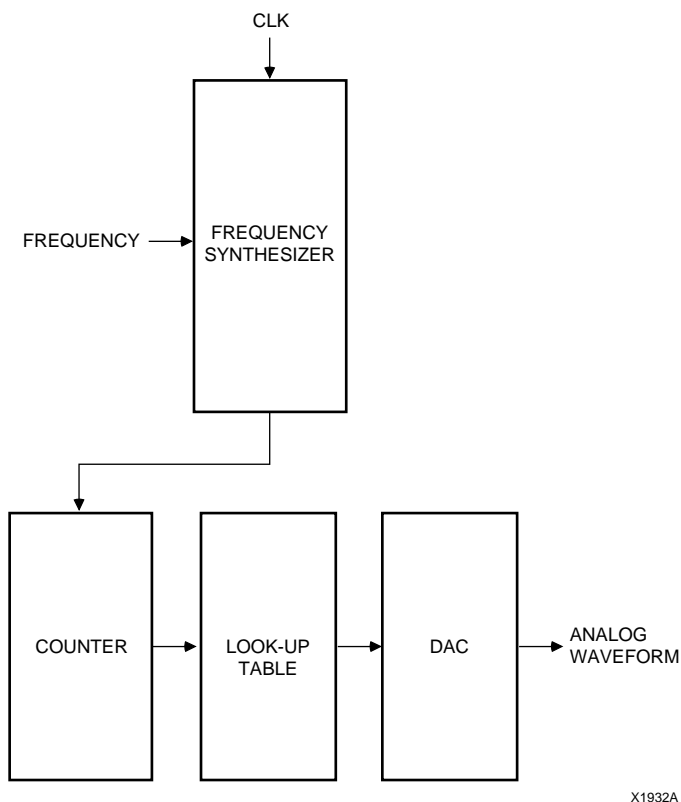 CLK
FREQUENCY
FREQUENCY
SYNTHESIZER
COUNTER
LOOK-UP
TABLE
DAC
ANALOG
WAVEFORM
X1932A